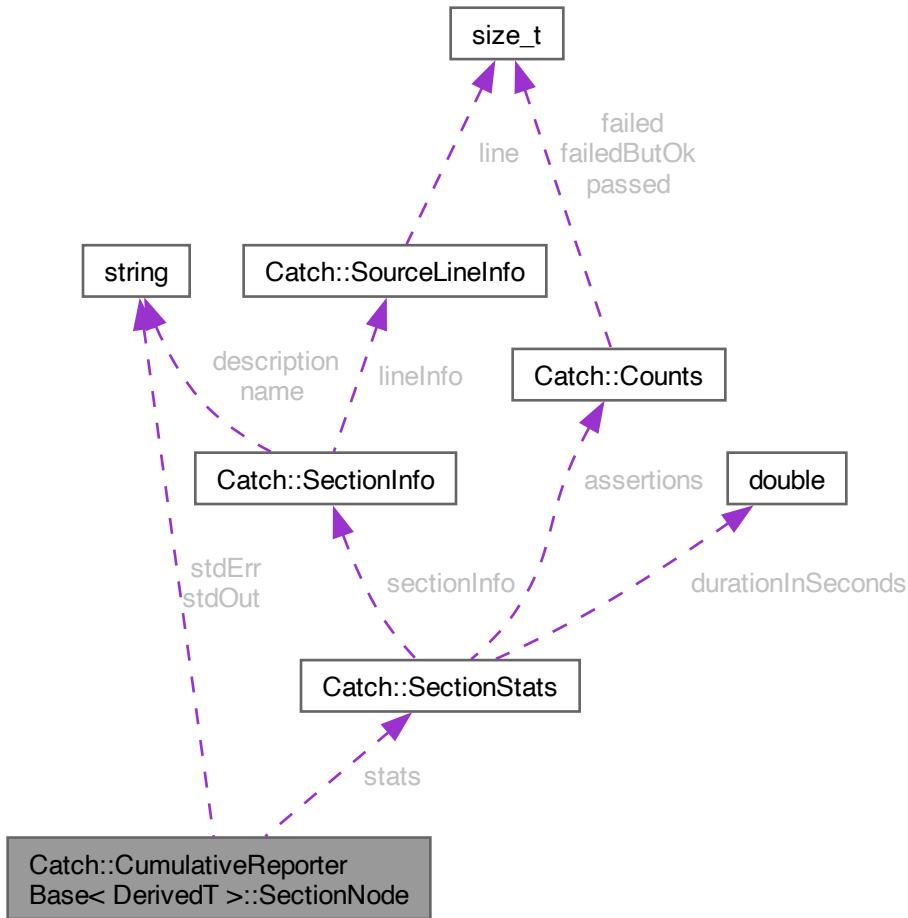 size_t
failed
line
failedButOk
passed
string
Catch::SourceLineInfo
description
name
lineInfo
Catch::Counts
Catch::SectionInfo
assertions
double
stdErr
stdOut
sectionInfo
durationInSeconds
Catch::SectionStats
stats
Catch::CumulativeReporter
Base< DerivedT >::SectionNode